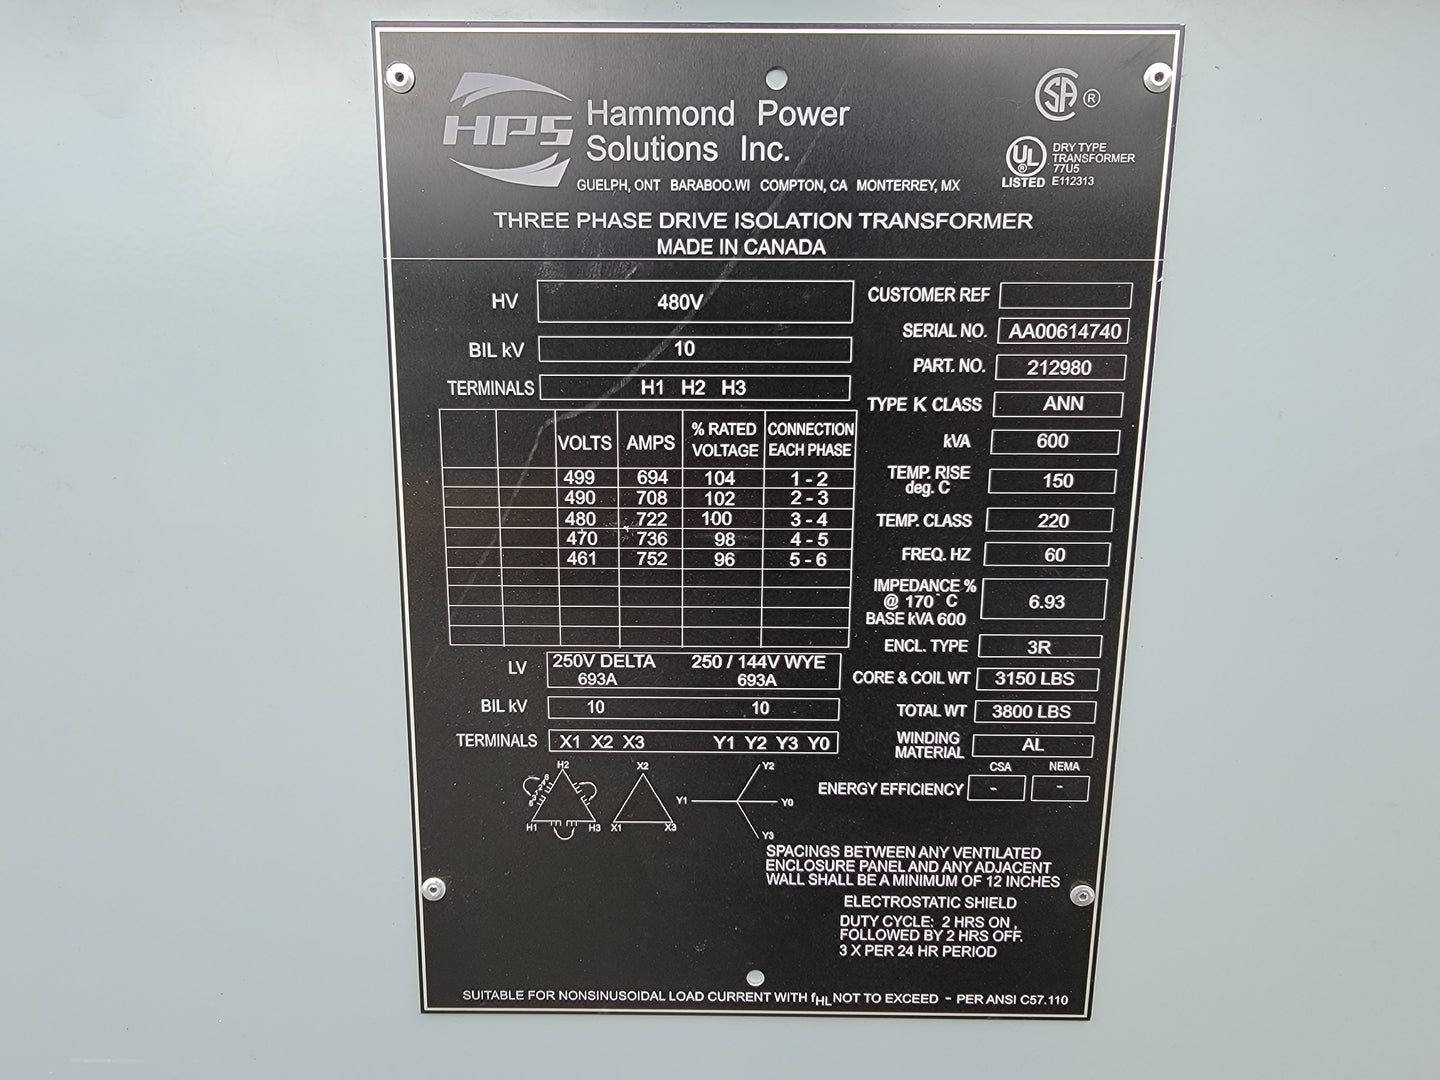 HPS
Hammond Power
Solutions Inc.
GUELPH, ONT BARABOO.WI COMPTON, CA MONTERREY, MX
SA ®
UL ®
LISTED
DRY TYPE
TRANSFORMER
77U5
E112313
THREE PHASE DRIVE ISOLATION TRANSFORMER
MADE IN CANADA
HV 480V
BIL kV 10
TERMINALS H1 H2 H3
VOLTS AMPS % RATED VOLTAGE CONNECTION EACH PHASE
499 694 104 1 - 2
490 708 102 2 - 3
480 722 100 3 - 4
470 736 98 4 - 5
461 752 96 5 - 6
LV 250V DELTA 250 / 144V WYE
693A 693A
BIL kV 10 10
TERMINALS X1 X2 X3 Y1 Y2 Y3 Y0
H2
H1 H3
X2
X1 X3
Y2
Y1 Y0
Y3
CUSTOMER REF
SERIAL NO. AA00614740
PART. NO. 212980
TYPE K CLASS ANN
kVA 600
TEMP. RISE
deg. C 150
TEMP. CLASS 220
FREQ. HZ 60
IMPEDANCE %
@ 170° C 6.93
BASE kVA 600
ENCL. TYPE 3R
CORE & COIL WT 3150 LBS
TOTAL WT 3800 LBS
WINDING
MATERIAL AL
CSA NEMA
ENERGY EFFICIENCY - -
SPACINGS BETWEEN ANY VENTILATED
ENCLOSURE PANEL AND ANY ADJACENT
WALL SHALL BE A MINIMUM OF 12 INCHES
ELECTROSTATIC SHIELD
DUTY CYCLE: 2 HRS ON ,
FOLLOWED BY 2 HRS OFF.
3 X PER 24 HR PERIOD
SUITABLE FOR NONSINUSOIDAL LOAD CURRENT WITH fHL NOT TO EXCEED - PER ANSI C57.110